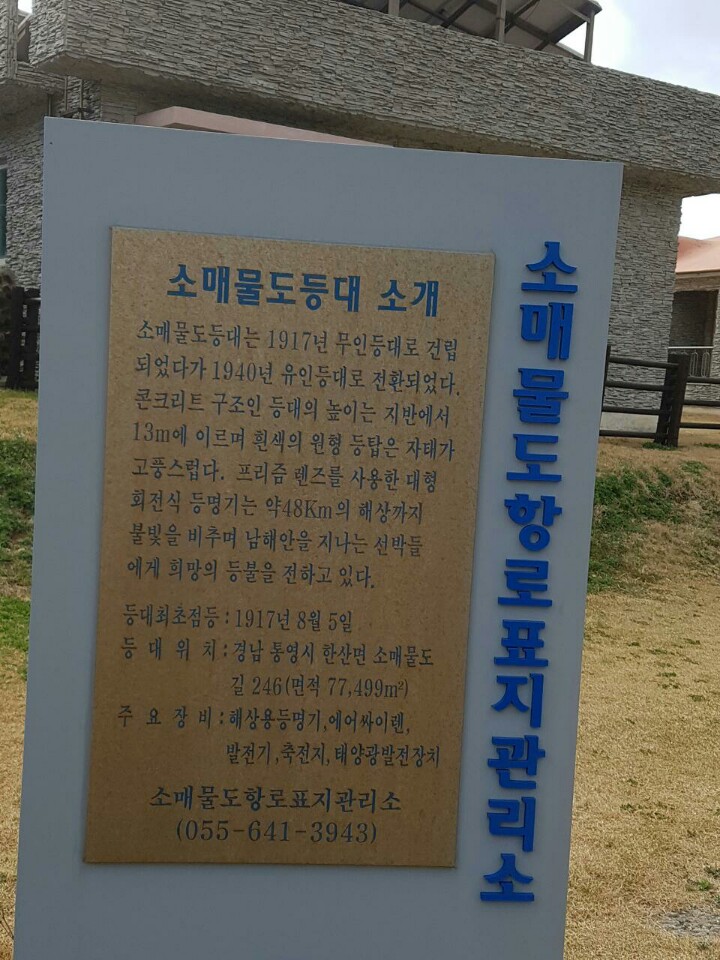 소매물도등대 소개
소매물도등대는 1917년 무인등대로 건립
되었다가 1940년 유인등대로 전환되었다.
콘크리트 구조인 등대의 높이는 지반에서
13m에 이르며 흰색의 원형 등탑은 자태가
고풍스럽다. 프리즘 렌즈를 사용한 대형
회전식 등명기는 약48Km의 해상까지
불빛을 비추며 남해안을 지나는 선박들
에게 희망의 등불을 전하고 있다.
등대최초점등 : 1917년 8월 5일
등 대 위 치 : 경남 통영시 한산면 소매물도
길 246(면적 77,499m²)
주 요 장 비 : 해상용등명기,에어싸이렌,
발전기,축전지,태양광발전장치
소매물도항로표지관리소
(055-641-3943)
소매물도항로표지관리소